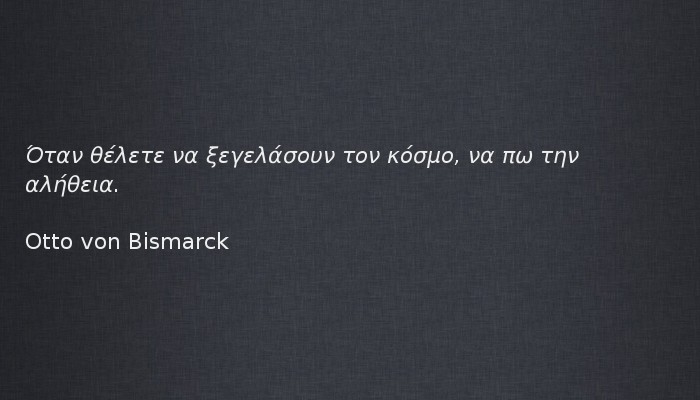 Όταν θέλετε να ξεγελάσουν τον κόσμο, να πω την
αλήθεια.
Otto von Bismarck